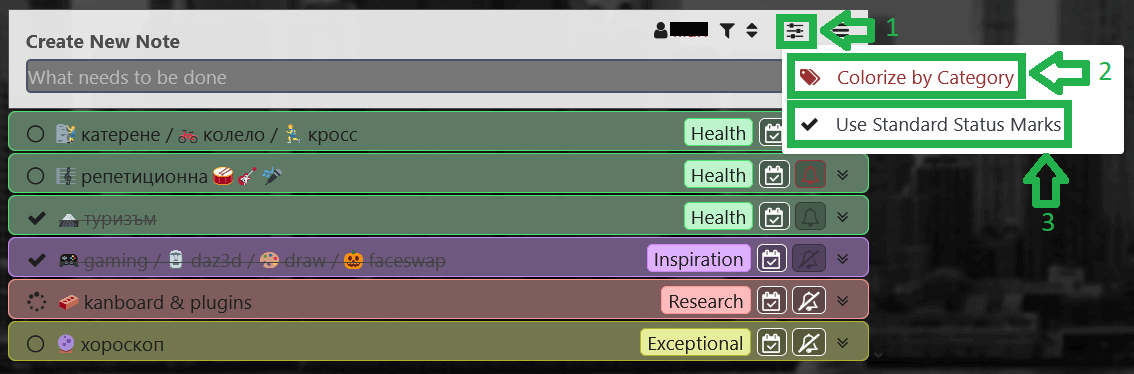 1
Create New Note
What needs to be done
Colorize by Category
2
Use Standard Status Marks
3
катерене / колело / кросс
Health
репетиционна
Health
туризъм
Health
gaming / daz3d / draw / faceswap
Inspiration
kanboard & plugins
Research
хороскоп
Exceptional